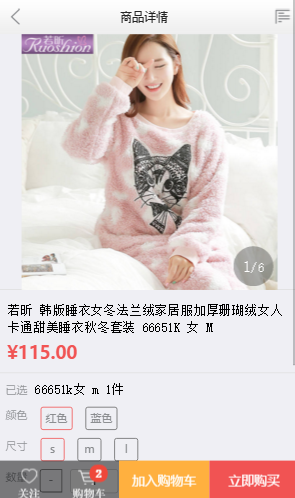 商品详情
若昕
Ruoshion
1/6
若昕 韩版睡衣女冬法兰绒家居服加厚珊瑚绒女人
卡通甜美睡衣秋冬套装 66651K 女 M
¥115.00
已选 66651k女 m 1件
颜色 红色 蓝色
尺寸 s m l
数量 -
关注 购物车 2 加入购物车 立即购买